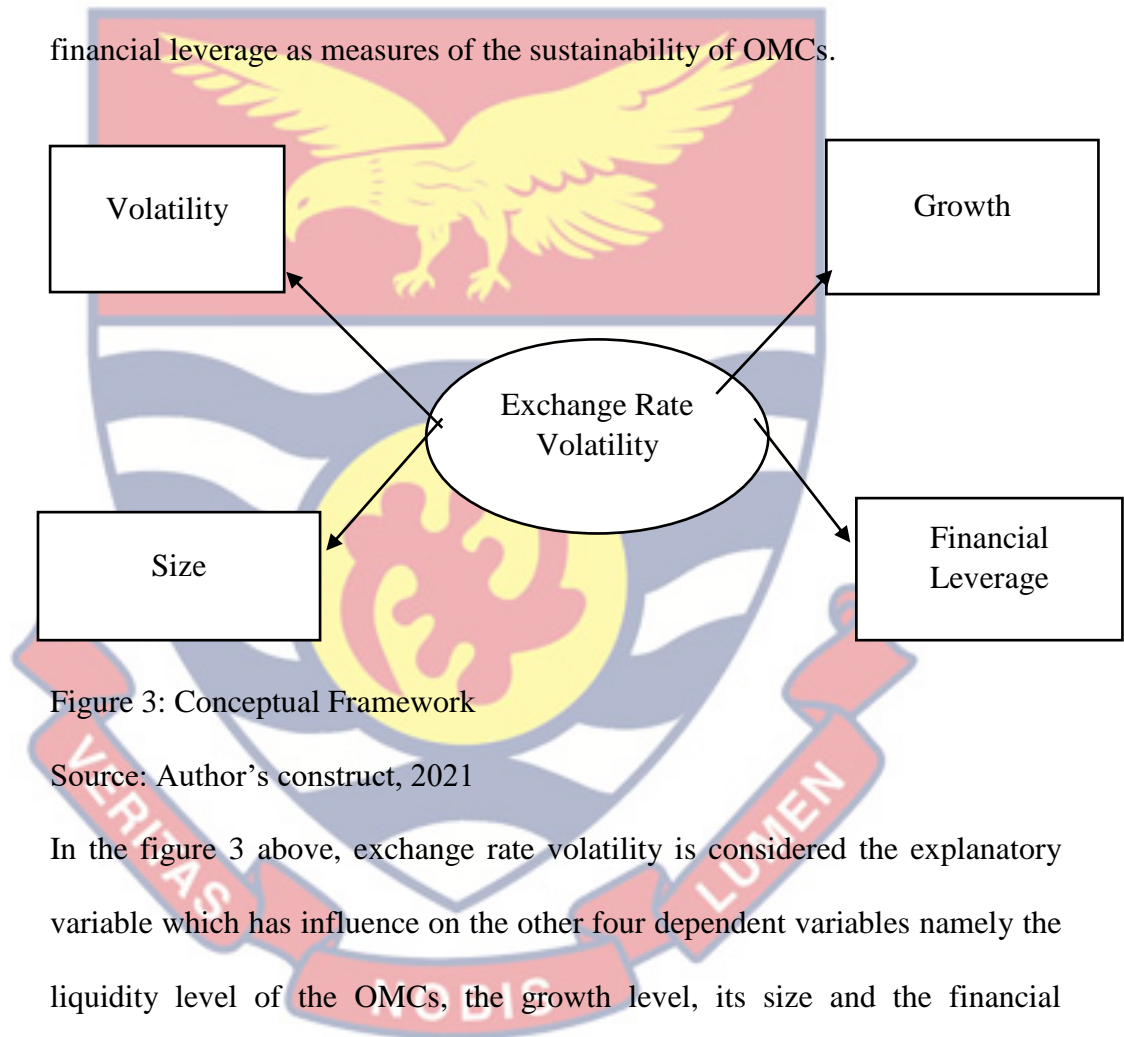 financial leverage as measures of the sustainability of OMCs.
Volatility
Growth
Exchange Rate
Volatility
Size
Financial
Leverage
Figure 3: Conceptual Framework
Source: Author’s construct, 2021
In the figure 3 above, exchange rate volatility is considered the explanatory
variable which has influence on the other four dependent variables namely the
liquidity level of the OMCs, the growth level, its size and the financial
VERITAS
NOBIS
LUMEN